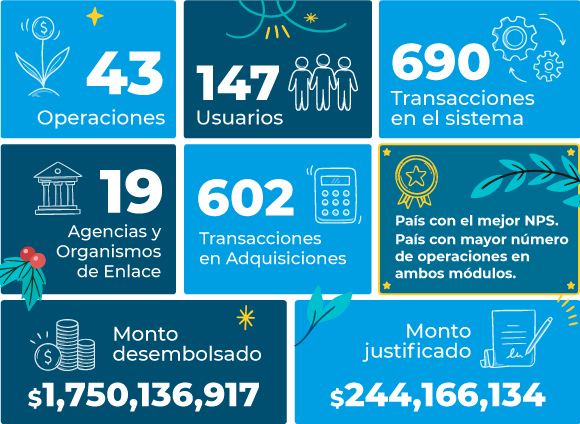 43
Operaciones
147
Usuarios
690
Transacciones
en el sistema
19
Agencias y
Organismos
de Enlace
602
Transacciones
en Adquisiciones
País con el mejor NPS.
País con mayor número
de operaciones en
ambos módulos.
Monto
desembolsado
$1,750,136,917
Monto
justificado
$244,166,134